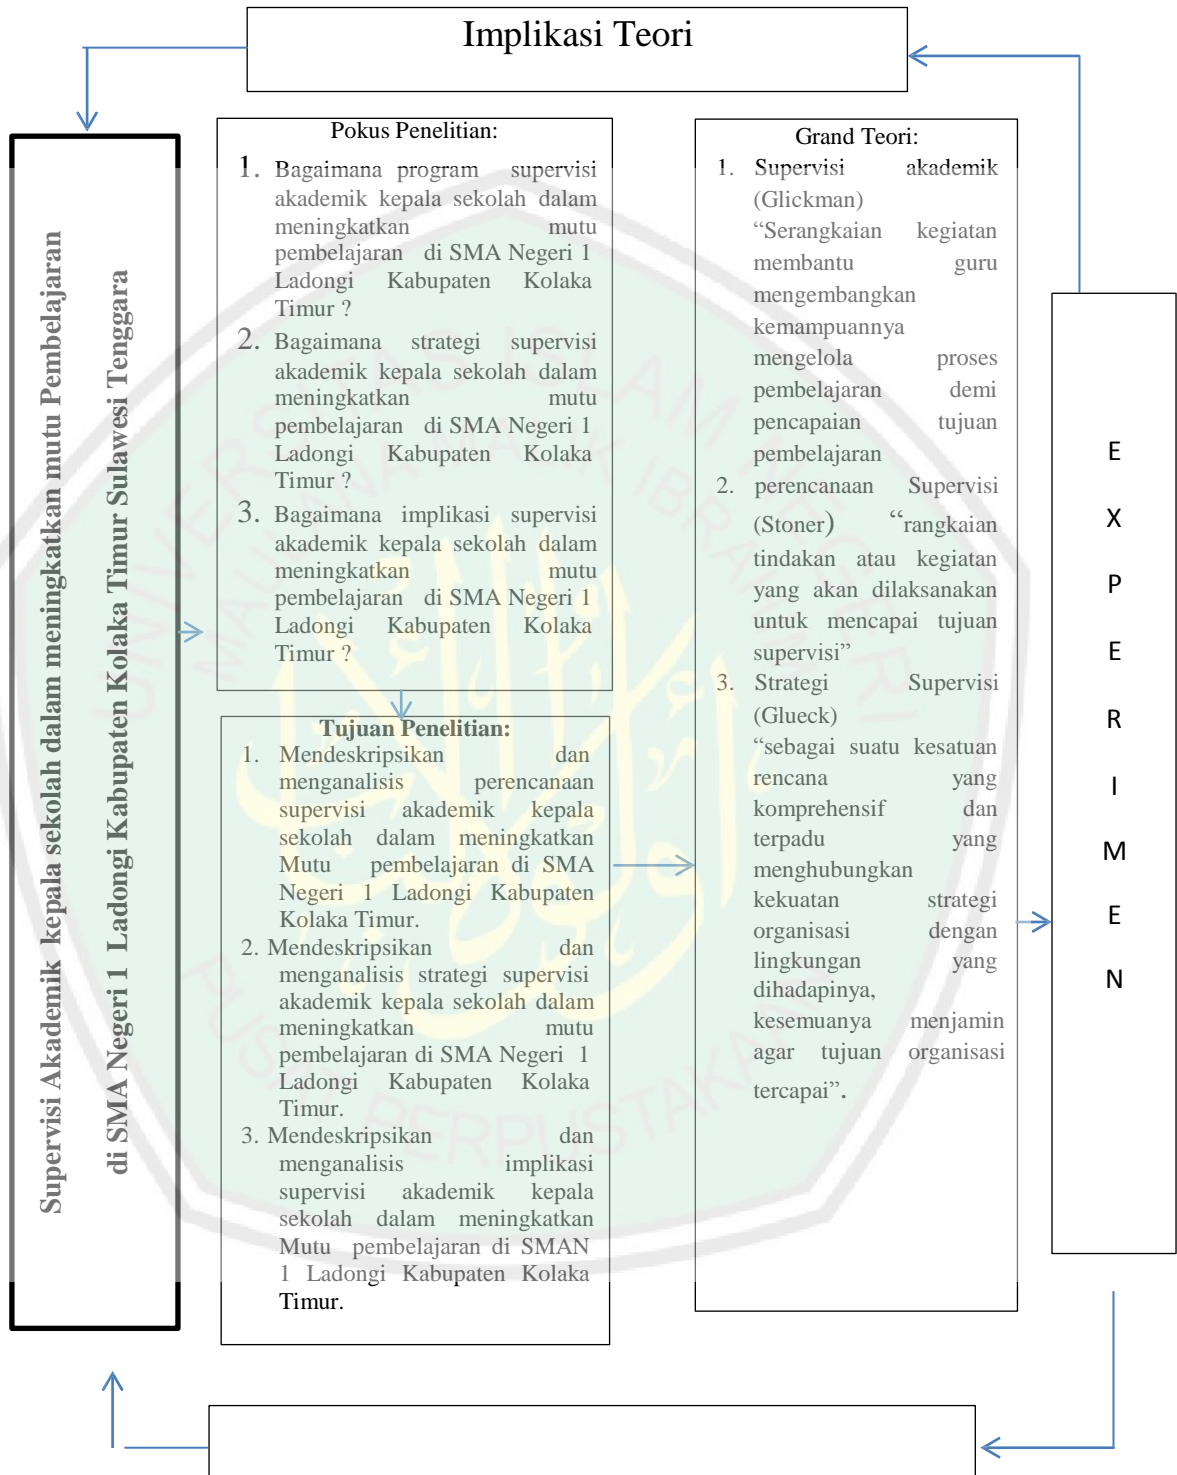 Implikasi Teori
Supervisi Akademik kepala sekolah dalam meningkatkan mutu Pembelajaran
di SMA Negeri 1 Ladongi Kabupaten Kolaka Timur Sulawesi Tenggara
Pokus Penelitian:
1. Bagaimana program supervisi
akademik kepala sekolah dalam
meningkatkan mutu
pembelajaran di SMA Negeri 1
Ladongi Kabupaten Kolaka
Timur ?
2. Bagaimana strategi supervisi
akademik kepala sekolah dalam
meningkatkan mutu
pembelajaran di SMA Negeri 1
Ladongi Kabupaten Kolaka
Timur ?
3. Bagaimana implikasi supervisi
akademik kepala sekolah dalam
meningkatkan mutu
pembelajaran di SMA Negeri 1
Ladongi Kabupaten Kolaka
Timur ?
Tujuan Penelitian:
1. Mendeskripsikan dan
menganalisis perencanaan
supervisi akademik kepala
sekolah dalam meningkatkan
Mutu pembelajaran di SMA
Negeri 1 Ladongi Kabupaten
Kolaka Timur.
2. Mendeskripsikan dan
menganalisis strategi supervisi
akademik kepala sekolah dalam
meningkatkan mutu
pembelajaran di SMA Negeri 1
Ladongi Kabupaten Kolaka
Timur.
3. Mendeskripsikan dan
menganalisis implikasi
supervisi akademik kepala
sekolah dalam meningkatkan
Mutu pembelajaran di SMAN
1 Ladongi Kabupaten Kolaka
Timur.
Grand Teori:
1. Supervisi akademik
(Glickman)
“Serangkaian kegiatan
membantu guru
mengembangkan
kemampuannya
mengelola proses
pembelajaran demi
pencapaian tujuan
pembelajaran
2. perencanaan Supervisi
(Stoner) “rangkaian
tindakan atau kegiatan
yang akan dilaksanakan
untuk mencapai tujuan
supervisi”
3. Strategi Supervisi
(Glueck)
“sebagai suatu kesatuan
rencana yang
komprehensif dan
terpadu yang
menghubungkan
kekuatan strategi
organisasi dengan
lingkungan yang
dihadapinya,
kesemuanya menjamin
agar tujuan organisasi
tercapai”.
E
X
P
E
R
I
M
E
N
UNIVERSITAS ISLAM NEGERI
MAULANA MALIK IBRAHIM
PUSAT PERPUSTAKAAN